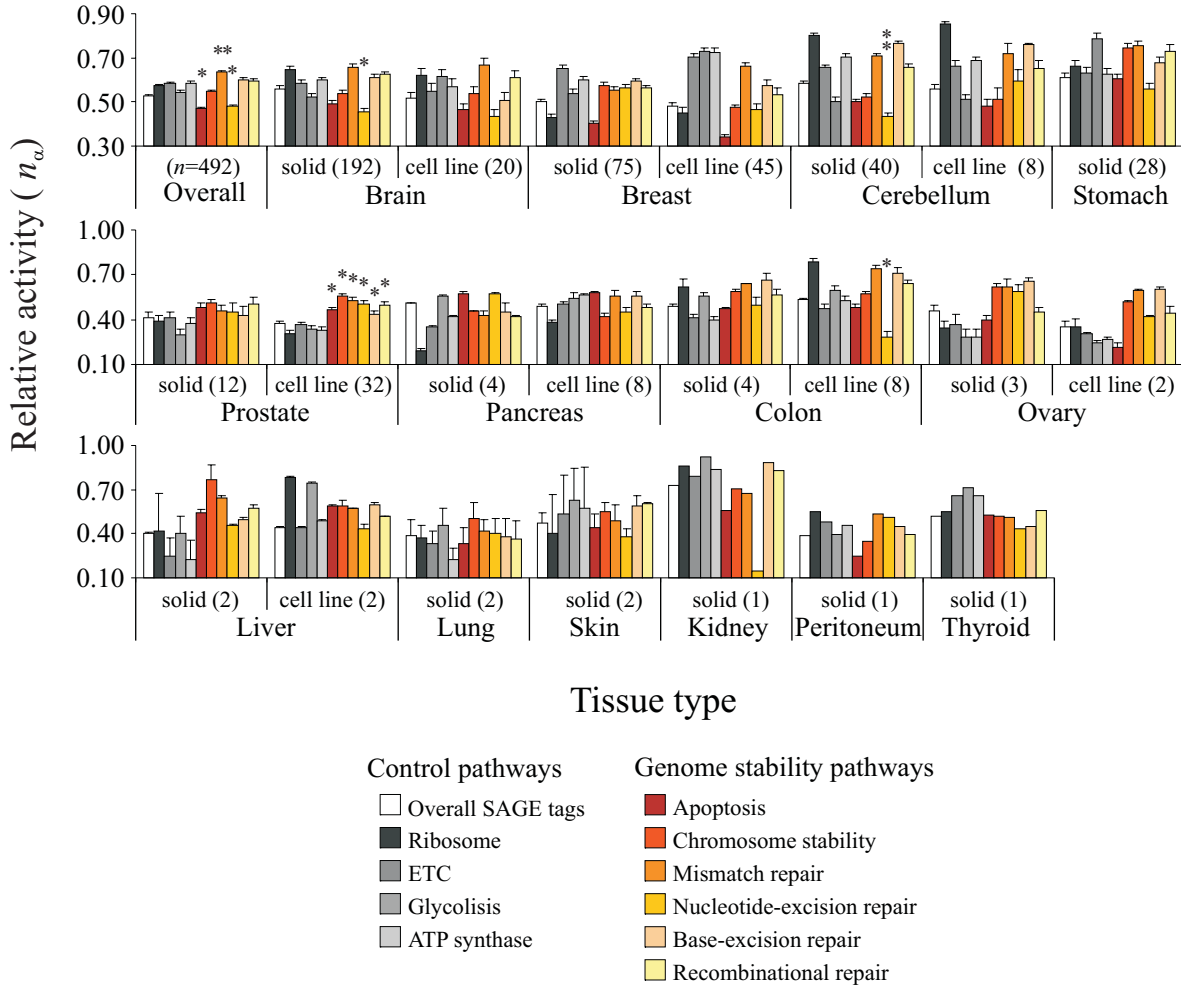 Relative activity ( nα)
0.90
0.70
0.50
0.30
* ** * * * *
(n=492) solid (192) cell line (20) solid (75) cell line (45) solid (40) cell line (8) solid (28)
Overall Brain Breast Cerebellum Stomach
1.00
0.70
0.40
0.10
* * * * * * *
solid (12) cell line (32) solid (4) cell line (8) solid (4) cell line (8) solid (3) cell line (2)
Prostate Pancreas Colon Ovary
1.00
0.70
0.40
0.10
solid (2) cell line (2) solid (2) solid (2) solid (1) solid (1) solid (1)
Liver Lung Skin Kidney Peritoneum Thyroid
Tissue type
Control pathways
Overall SAGE tags
Ribosome
ETC
Glycolisis
ATP synthase
Genome stability pathways
Apoptosis
Chromosome stability
Mismatch repair
Nucleotide-excision repair
Base-excision repair
Recombinational repair